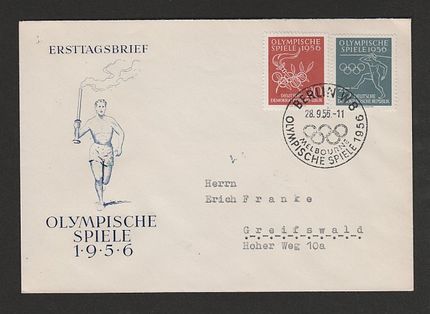 ERSTTAGSBRIEF
OLYMPISCHE
SPIELE 1956
DEUTSCHE
DEMOKRATISCHE REPUBLIK
OLYMPISCHE
SPIELE 1956
DEUTSCHE
DEMOKRATISCHE REPUBLIK
BERLIN W 8
28.9.56.-11
MELBOURNE
OLYMPISCHE SPIELE 1956
Herrn
Erich Franke
Greifswald
Hoher Weg 10a
OLYMPISCHE
SPIELE
1·9·5·6